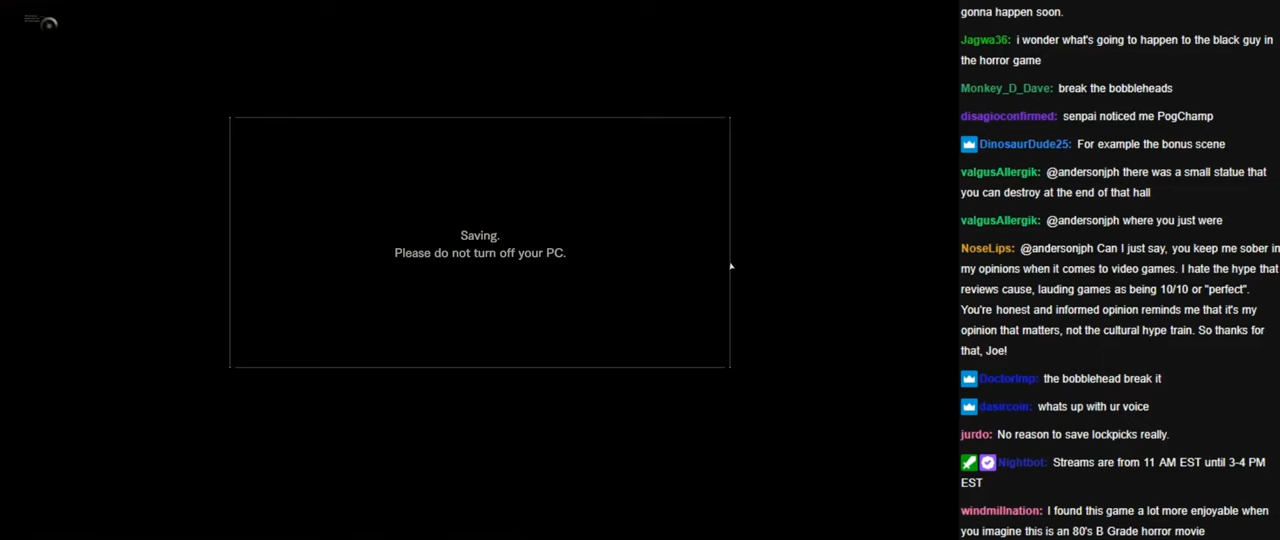 Saving.
Please do not turn off your PC.
gonna happen soon.
Jagwa36: i wonder what's going to happen to the black guy in
the horror game
Monkey_D_Dave: break the bobbleheads
disagioconfirmed: senpai noticed me PogChamp
DinosaurDude25: For example the bonus scene
valgusAllergik: @andersonjph there was a small statue that
you can destroy at the end of that hall
valgusAllergik: @andersonjph where you just were
NoseLips: @andersonjph Can I just say, you keep me sober in
my opinions when it comes to video games. I hate the hype that
reviews cause, lauding games as being 10/10 or "perfect".
You're honest and informed opinion reminds me that it's my
opinion that matters, not the cultural hype train. So thanks for
that, Joe!
DoctorImp: the bobblehead break it
dasircoin: whats up with ur voice
jurdo: No reason to save lockpicks really.
Nightbot: Streams are from 11 AM EST until 3-4 PM
EST
windmillnation: I found this game a lot more enjoyable when
you imagine this is an 80's B Grade horror movie